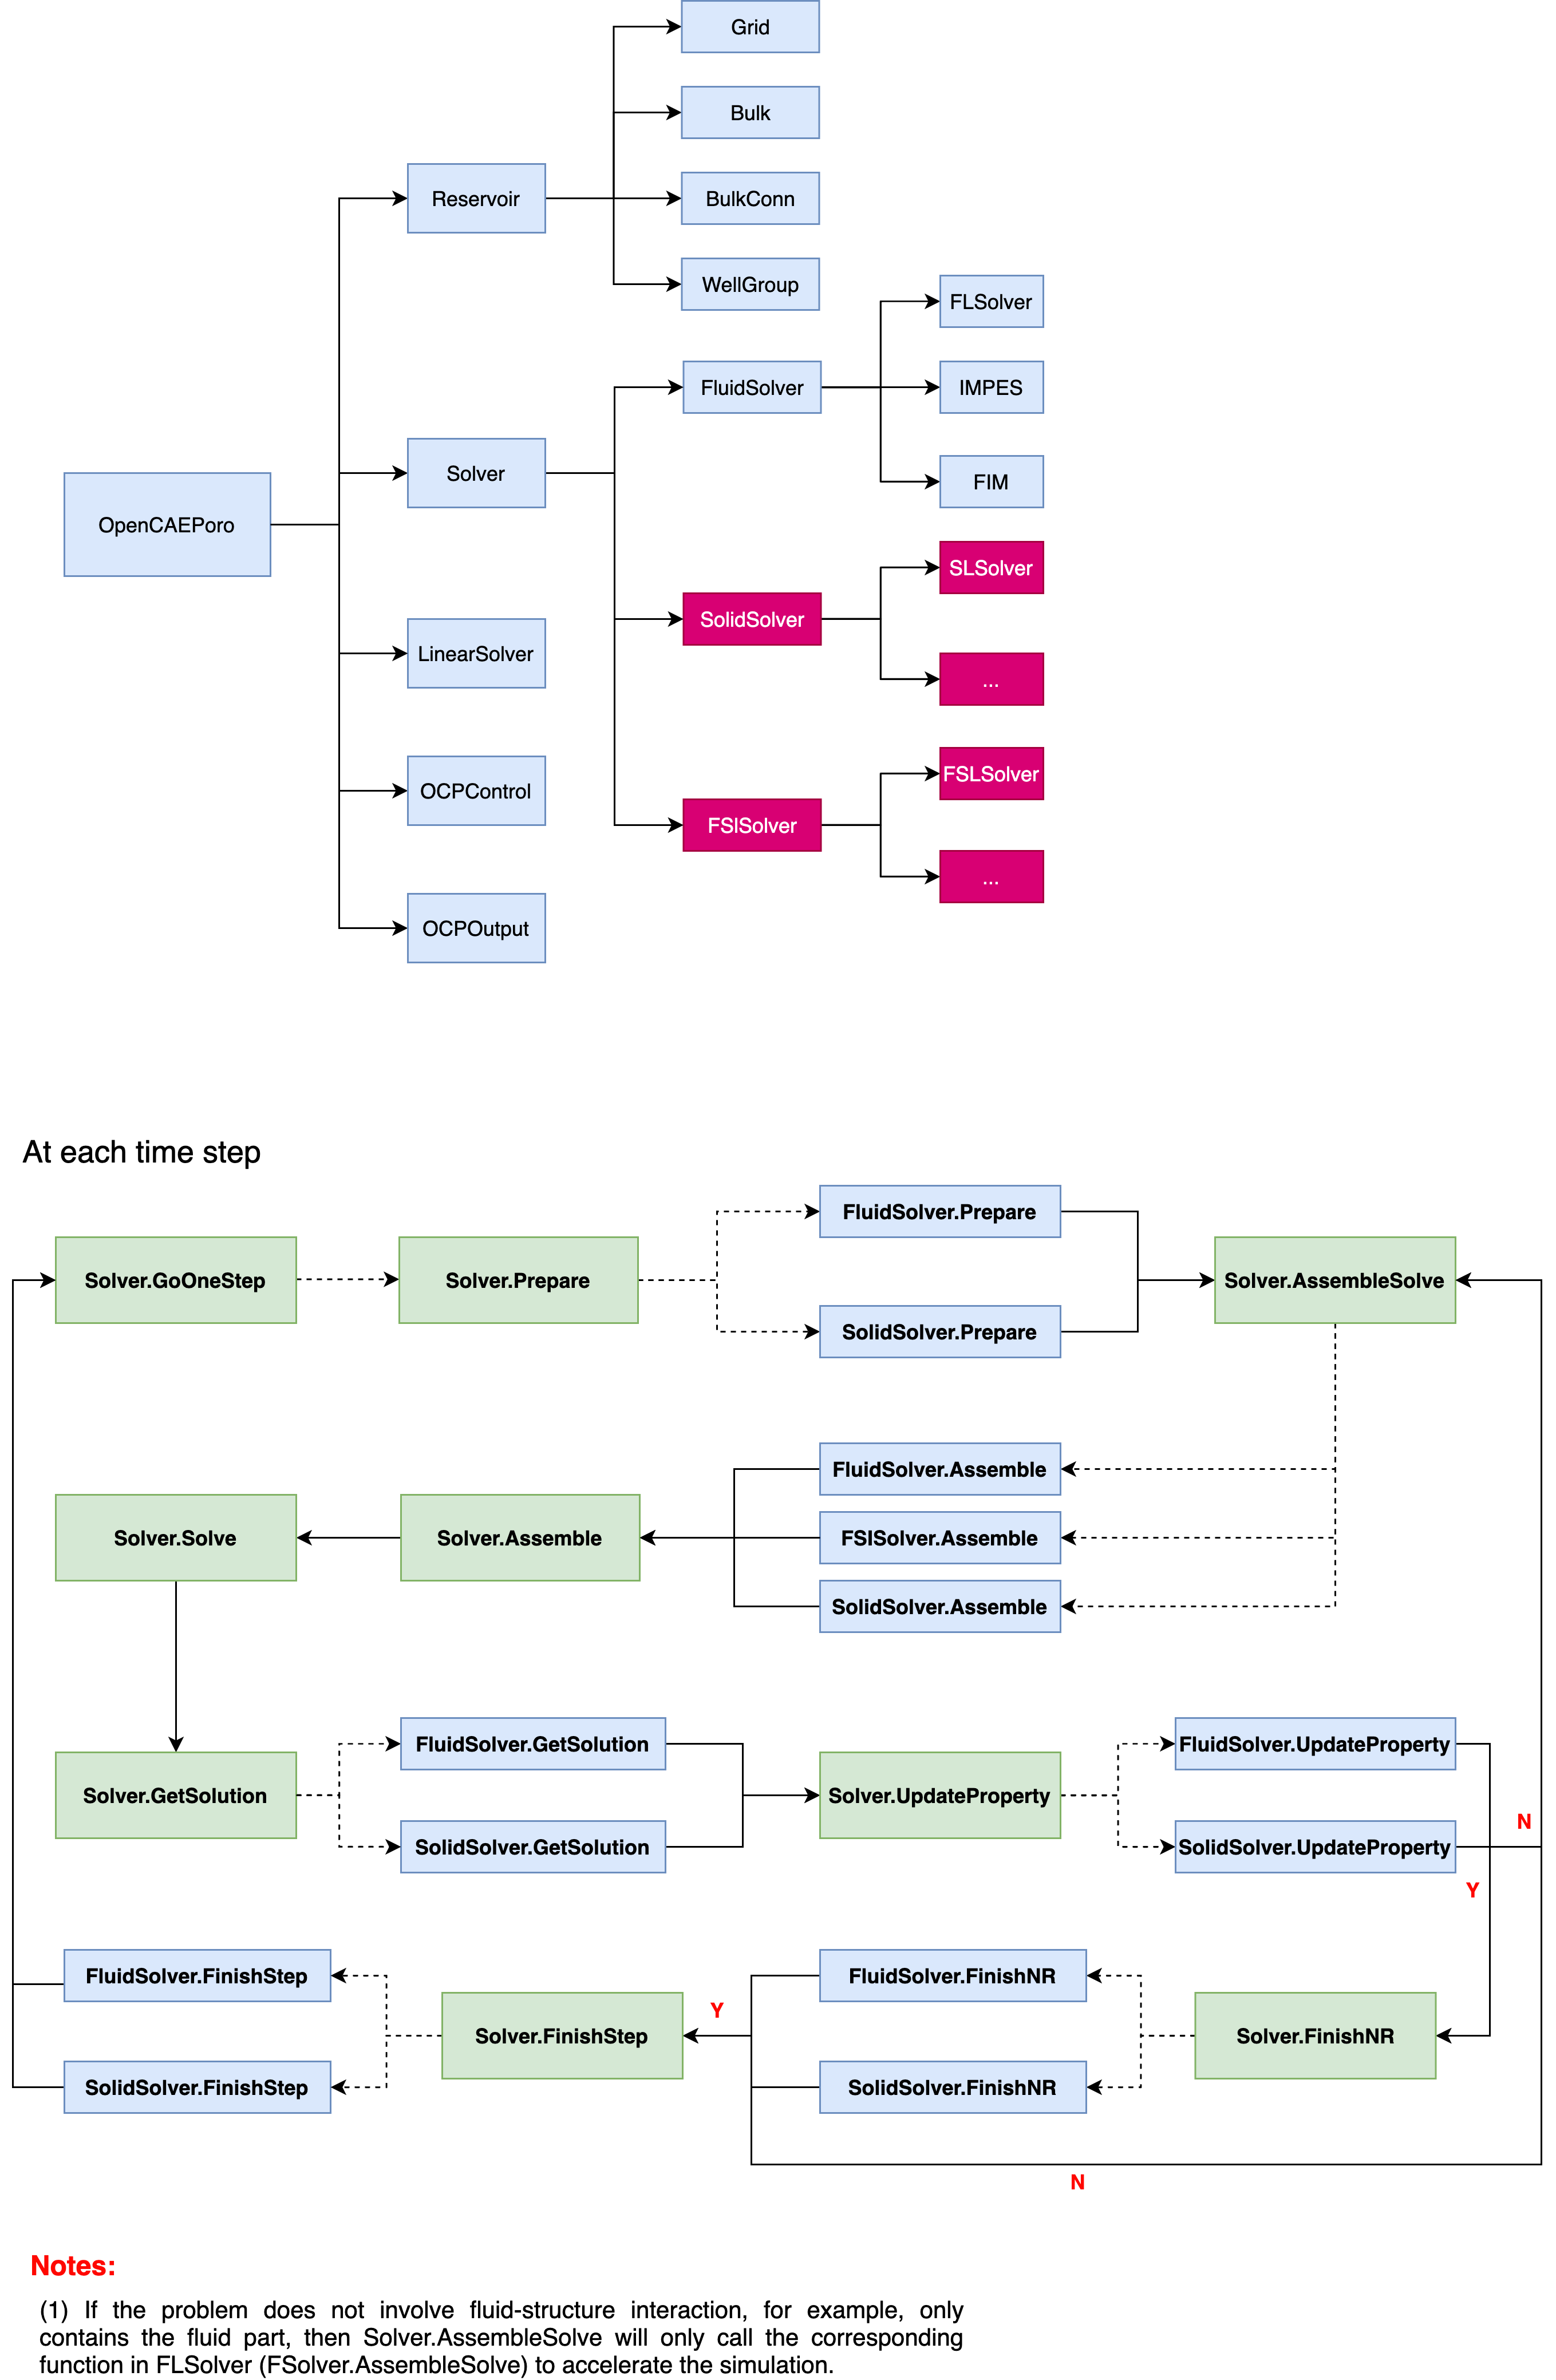 Grid
Bulk
Reservoir
BulkConn
WellGroup
FLSolver
FluidSolver
IMPES
Solver
FIM
OpenCAEPoro
SLSolver
SolidSolver
LinearSolver
...
FSLSolver
OCPControl
FSISolver
...
OCPOutput
At each time step
FluidSolver.Prepare
Solver.GoOneStep
Solver.Prepare
Solver.AssembleSolve
SolidSolver.Prepare
FluidSolver.Assemble
Solver.Solve
Solver.Assemble
FSISolver.Assemble
SolidSolver.Assemble
FluidSolver.GetSolution
FluidSolver.UpdateProperty
Solver.GetSolution
Solver.UpdateProperty
N
SolidSolver.GetSolution
SolidSolver.UpdateProperty
Y
FluidSolver.FinishStep
FluidSolver.FinishNR
Y
Solver.FinishStep
Solver.FinishNR
SolidSolver.FinishStep
SolidSolver.FinishNR
N
Notes:
(1) If the problem does not involve fluid-structure interaction, for example, only
contains the fluid part, then Solver.AssembleSolve will only call the corresponding
function in FLSolver (FSolver.AssembleSolve) to accelerate the simulation.